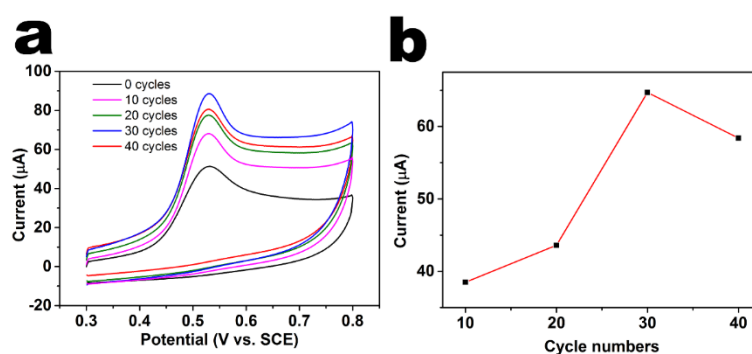 a
100
80
60
40
20
0
-20
Current (µA)
0 cycles
10 cycles
20 cycles
30 cycles
40 cycles
0.3 0.4 0.5 0.6 0.7 0.8
Potential (V vs. SCE)
b
60
50
40
Current (µA)
10 20 30 40
Cycle numbers